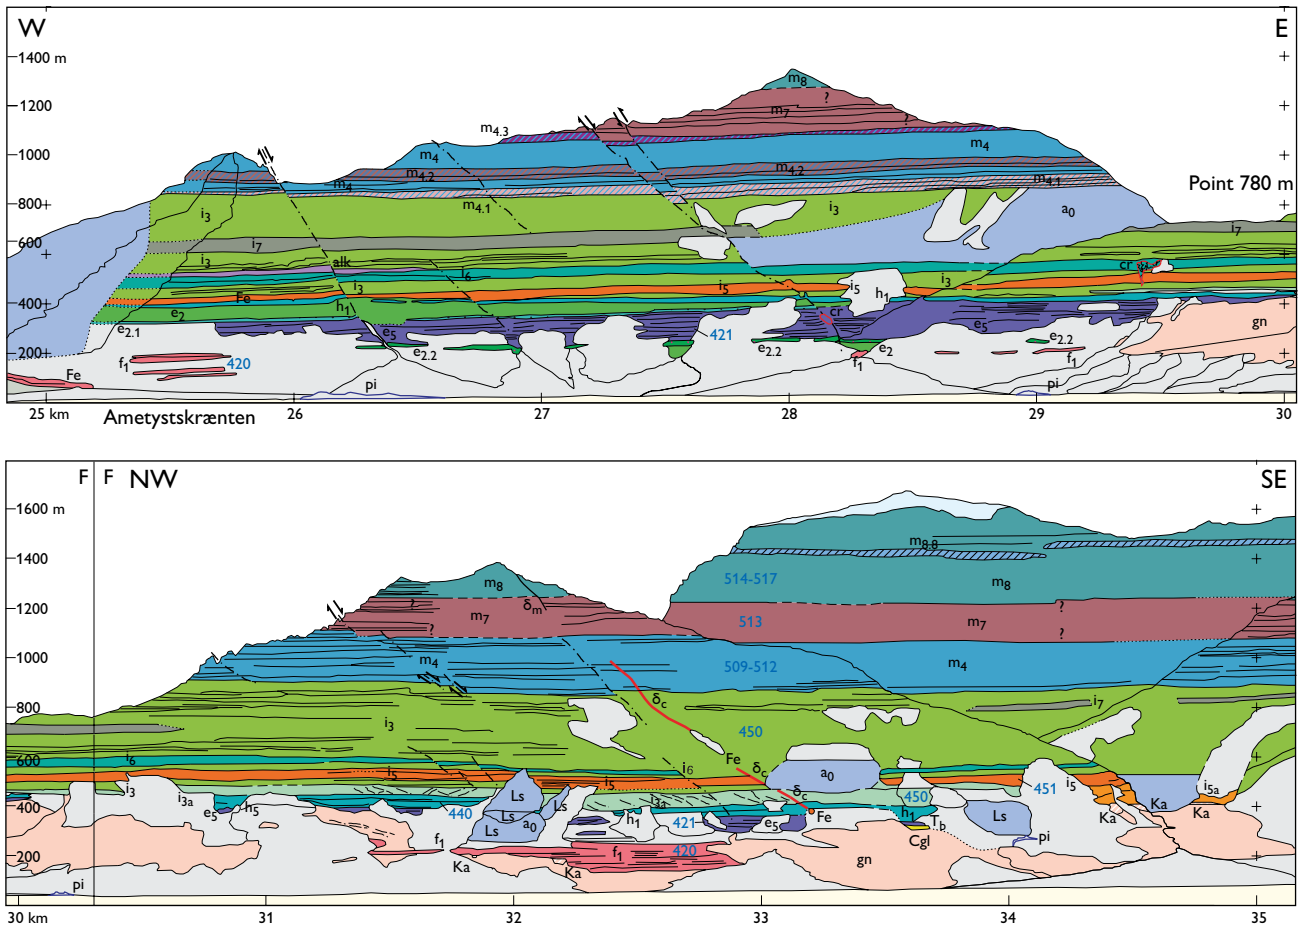 W
E
1400 m
1200
1000
800
600
400
200
m8
?
m7
?
m4.3
m4
m4
m4.2
m4.2
m4
m4.1
m4.1
Point 780 m
i3
i3
a0
i7
i7
i3
alk
i6
cr
i3
i5
i5
h1
i3
Fe
h1
e2
cr
e2.1
e5
421
e5
gn
e2.2
e2.2
e2
e2.2
f1
420
f1
f1
Fe
pi
pi
25 km
26
27
28
29
30
Ametystskrænten
F
F
NW
SE
1600 m
1400
1200
1000
800
600
400
200
m8.8
514-517
m8
m8
?
δm
m7
?
513
m7
?
?
m4
509-512
m4
i3
δc
450
i7
i6
i5
i6
Fe
δc
i5
a0
i3
i3a
e5
h5
Ls
Ls
i3a
δc
450
451
i5
i5a
440
Ls
Ls
a0
h1
421
e5
Fe
h1
Tb
Ls
Ka
Ka
Ka
f1
f1
420
Cgl
pi
Ka
Ka
gn
pi
30 km
31
32
33
34
35